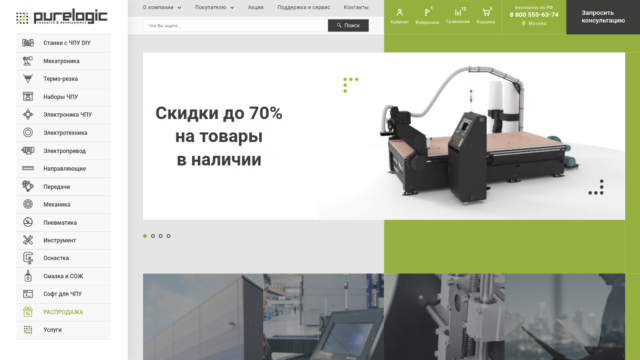 purelogic
research & development
О компании
Покупателю
Акции
Поддержка и сервис
Контакты
Что Вы ищете...
Поиск
Кабинет
Избранное
Сравнение
Корзина
Бесплатно по РФ
8 800 555-63-74
Москва
Запросить
консультацию
Станки с ЧПУ DIY
Мехатроника
Термо-резка
Наборы ЧПУ
Электроника ЧПУ
Электротехника
Электропривод
Направляющие
Передачи
Механика
Пневматика
Инструмент
Оснастка
Смазка и СОЖ
Софт для ЧПУ
РАСПРОДАЖА
Услуги
Скидки до 70%
на товары
в наличии